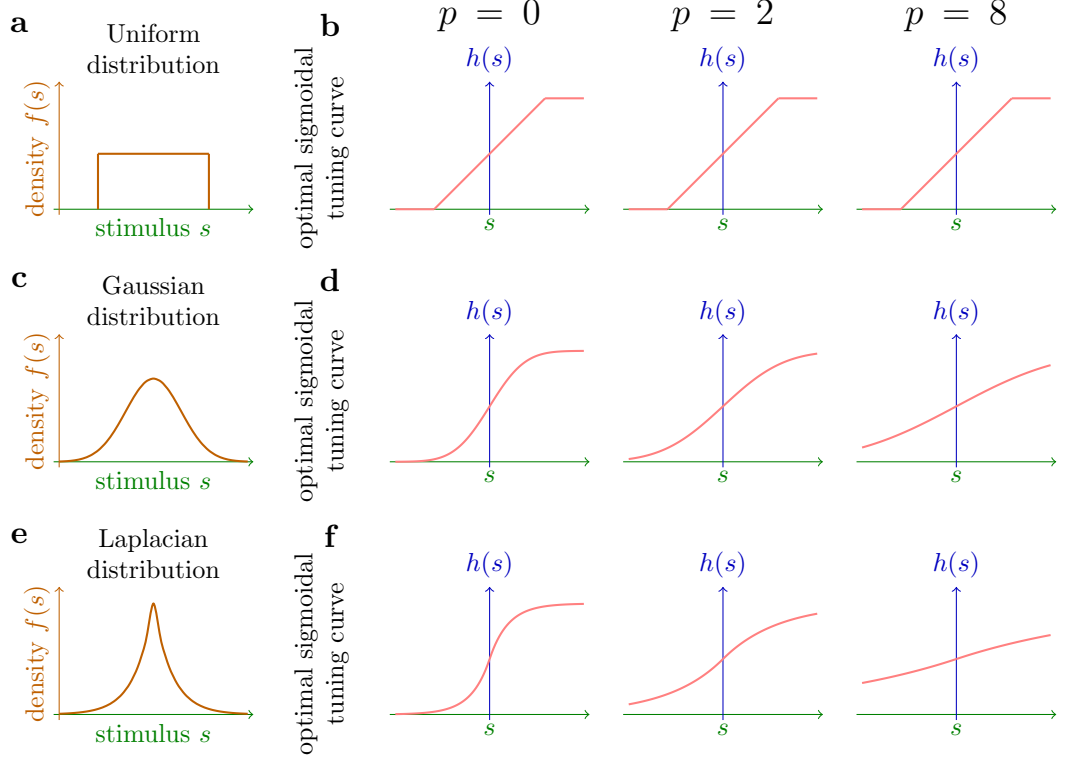 p = 0
p = 2
p = 8
a
Uniform
distribution
density f(s)
stimulus s
b
optimal sigmoidal
tuning curve
h(s)
s
h(s)
s
h(s)
s
c
Gaussian
distribution
density f(s)
stimulus s
d
optimal sigmoidal
tuning curve
h(s)
s
h(s)
s
h(s)
s
e
Laplacian
distribution
density f(s)
stimulus s
f
optimal sigmoidal
tuning curve
h(s)
s
h(s)
s
h(s)
s